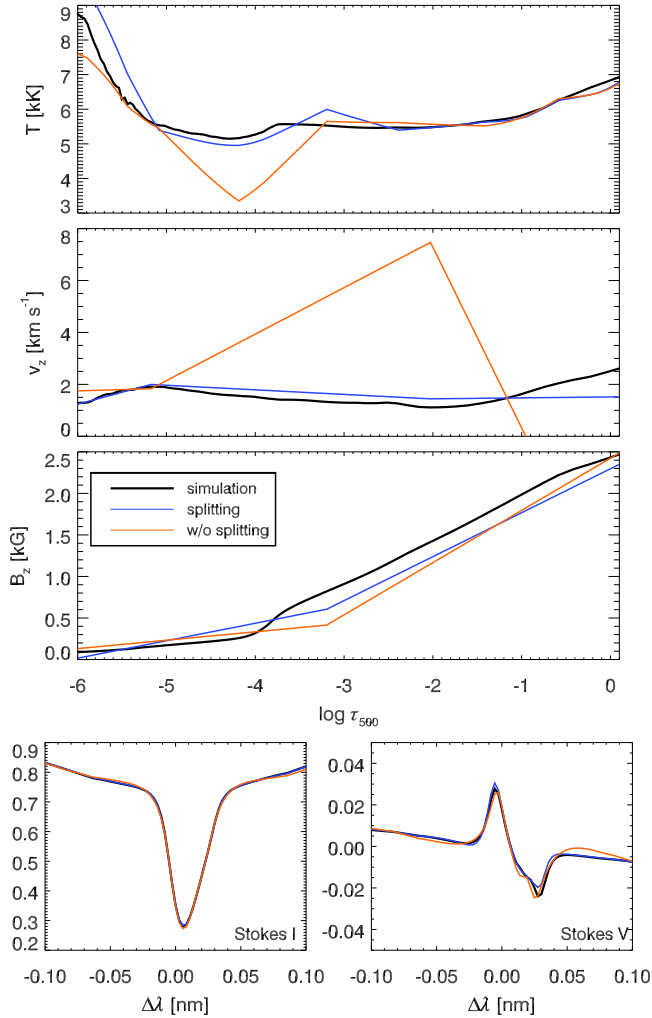 9
8
7
6
5
4
3
T [kK]
8
6
4
2
0
v_z [km s⁻¹]
2.5
2.0
1.5
1.0
0.5
0.0
B_z [kG]
simulation
splitting
w/o splitting
-6 -5 -4 -3 -2 -1 0
log τ₅₀₀
0.9
0.8
0.7
0.6
0.5
0.4
0.3
0.2
Stokes I
-0.10 -0.05 0.00 0.05 0.10
Δλ [nm]
0.04
0.02
0.00
-0.02
-0.04
Stokes V
-0.10 -0.05 0.00 0.05 0.10
Δλ [nm]